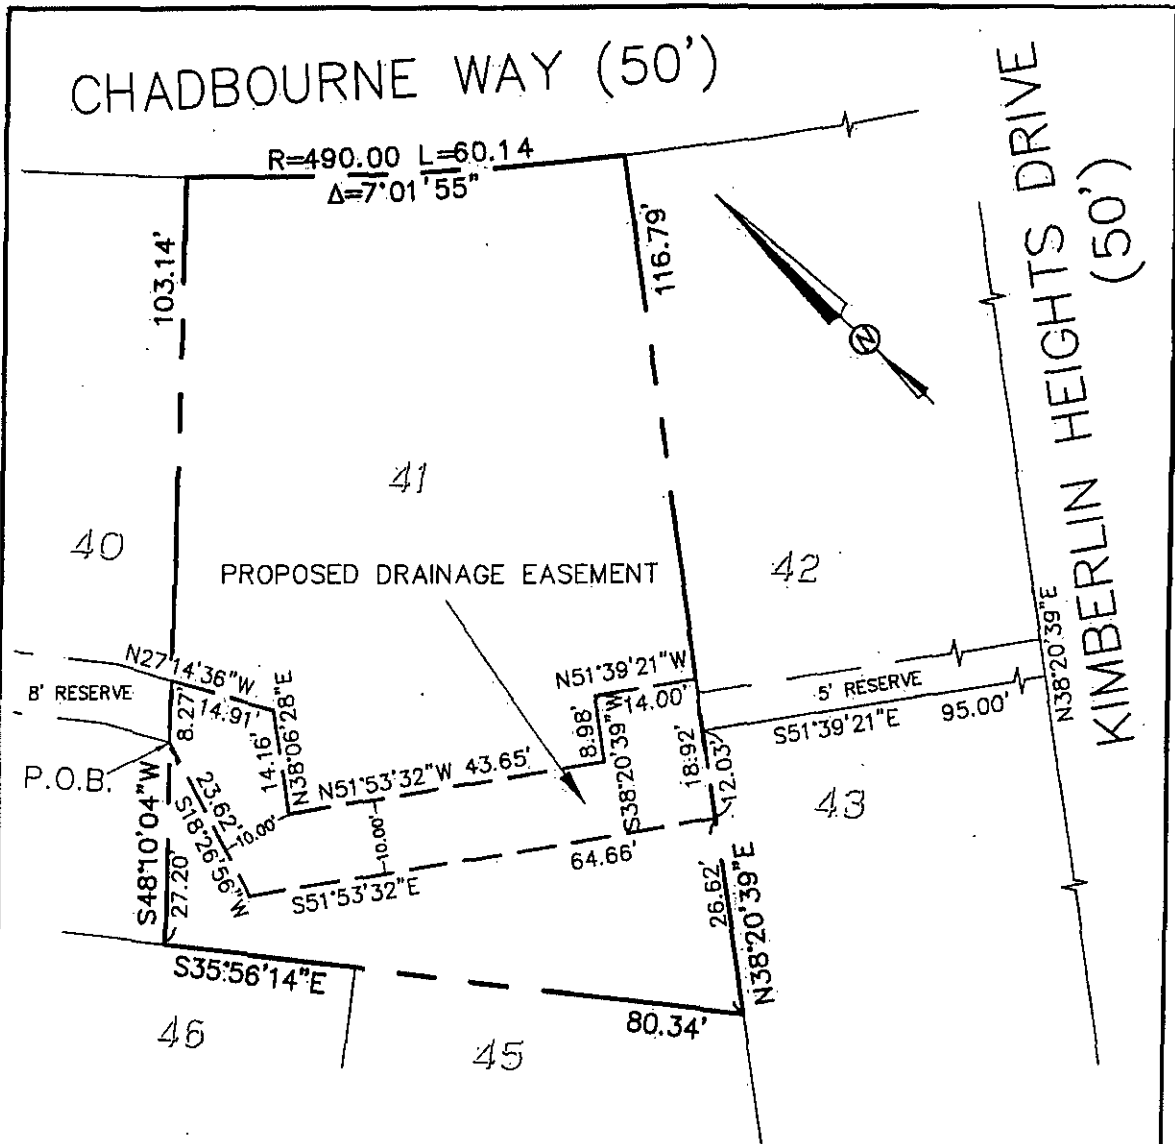 CHADBOURNE WAY (50')
KIMBERLIN HEIGHTS DRIVE
(50')
R=490.00 L=60.14
Δ=7°01'55"
103.14'
116.79'
N
41
40
42
PROPOSED DRAINAGE EASEMENT
N27°14'36"W
14.91'
8' RESERVE
8.27'
14.16'
N38°06'28"E
N51°39'21"W
14.00'
8.98'
S38°20'39"W
5' RESERVE
S51°39'21"E 95.00'
N38°20'39"E
P.O.B.
N51°53'32"W 43.65'
18.92'
12.03'
23.62'
S18°26'56"W
10.00'
10.00'
43
S48°10'04"W
27.20'
64.66'
S51°53'32"E
26.62'
N38°20'39"E
S35°56'14"E
80.34'
46
45